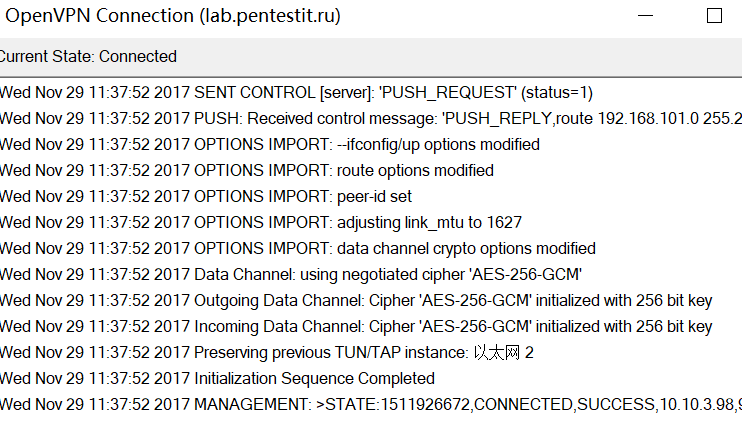 OpenVPN Connection (lab.pentestit.ru)
Current State: Connected
Wed Nov 29 11:37:52 2017 SENT CONTROL [server]: 'PUSH_REQUEST' (status=1)
Wed Nov 29 11:37:52 2017 PUSH: Received control message: 'PUSH_REPLY,route 192.168.101.0 255.2
Wed Nov 29 11:37:52 2017 OPTIONS IMPORT: --ifconfig/up options modified
Wed Nov 29 11:37:52 2017 OPTIONS IMPORT: route options modified
Wed Nov 29 11:37:52 2017 OPTIONS IMPORT: peer-id set
Wed Nov 29 11:37:52 2017 OPTIONS IMPORT: adjusting link_mtu to 1627
Wed Nov 29 11:37:52 2017 OPTIONS IMPORT: data channel crypto options modified
Wed Nov 29 11:37:52 2017 Data Channel: using negotiated cipher 'AES-256-GCM'
Wed Nov 29 11:37:52 2017 Outgoing Data Channel: Cipher 'AES-256-GCM' initialized with 256 bit key
Wed Nov 29 11:37:52 2017 Incoming Data Channel: Cipher 'AES-256-GCM' initialized with 256 bit key
Wed Nov 29 11:37:52 2017 Preserving previous TUN/TAP instance: 以太网 2
Wed Nov 29 11:37:52 2017 Initialization Sequence Completed
Wed Nov 29 11:37:52 2017 MANAGEMENT: >STATE:1511926672,CONNECTED,SUCCESS,10.10.3.98,9